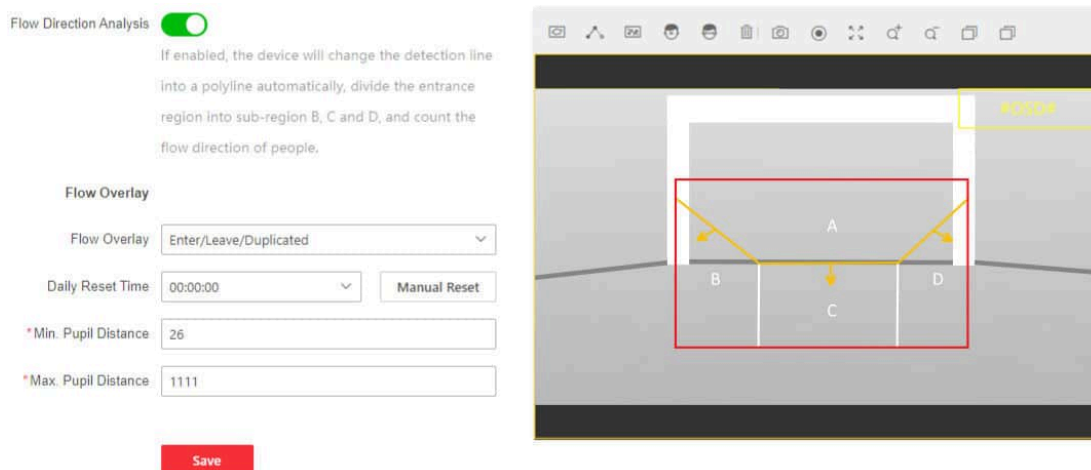 Flow Direction Analysis
If enabled, the device will change the detection line
into a polyline automatically, divide the entrance
region into sub-region B, C and D, and count the
flow direction of people.
Flow Overlay
Flow Overlay Enter/Leave/Duplicated
Daily Reset Time 00:00:00 Manual Reset
*Min. Pupil Distance 26
*Max. Pupil Distance 1111
Save
#OSD#
A
B
D
C